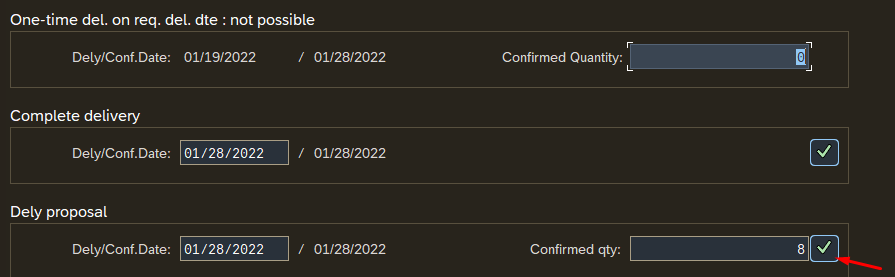 One-time del. on req. del. dte : not possible
Dely/Conf.Date: 01/19/2022 / 01/28/2022 Confirmed Quantity: 0
Complete delivery
Dely/Conf.Date: 01/28/2022 / 01/28/2022
Dely proposal
Dely/Conf.Date: 01/28/2022 / 01/28/2022 Confirmed qty: 8